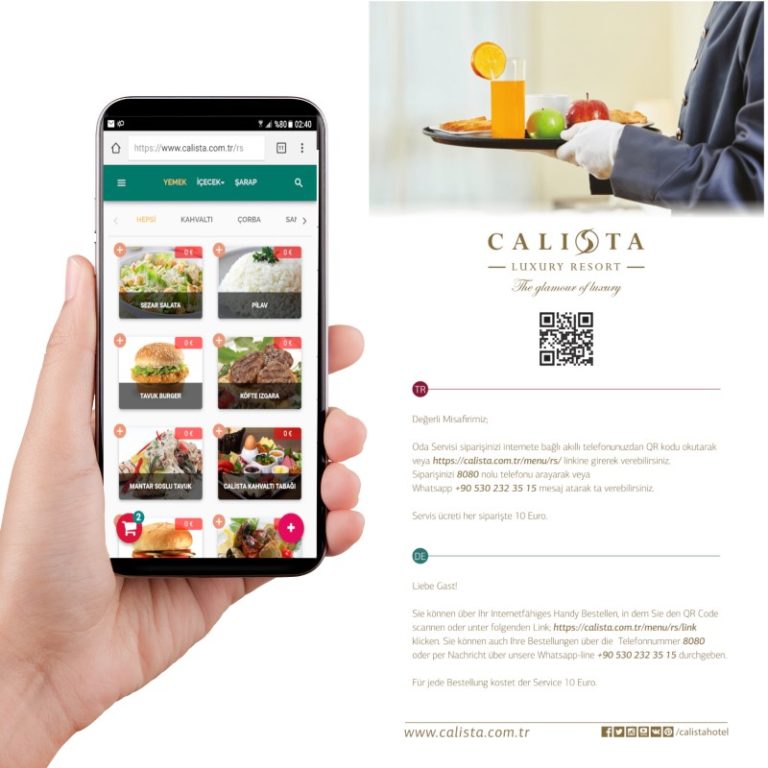 %80 02:40
https://www.calista.com.tr/rs
YEMEK İÇECEK ŞARAP
HEPSİ KAHVALTI ÇORBA SAN
0 €
0 €
SEZAR SALATA
PİLAV
0 €
0 €
TAVUK BURGER
KÖFTE IZGARA
0 €
0 €
MANTAR SOSLU TAVUK
CALİSTA KAHVALTI TABAĞI
2
0 €
0 €
CALISTA
LUXURY RESORT
The glamour of luxury
TR
Değerli Misafirimiz;
Oda Servisi siparişinizi internete bağlı akıllı telefonunuzdan QR kodu okutarak
veya https://calista.com.tr/menu/rs/ linkine girerek verebilirsiniz.
Siparişinizi 8080 nolu telefonu arayarak veya
Whatsapp +90 530 232 35 15 mesaj atarak ta verebilirsiniz.
Servis ücreti her siparişte 10 Euro.
DE
Liebe Gast!
Sie können über Ihr Internetfähiges Handy Bestellen, in dem Sie den QR Code
scannen oder unter folgenden Link; https://calista.com.tr/menu/rs/link
klicken. Sie können auch Ihre Bestellungen über die Telefonnummer 8080
oder per Nachricht über unsere Whatsapp-line +90 530 232 35 15 durchgeben.
Für jede Bestellung kostet der Service 10 Euro.
www.calista.com.tr
/calistahotel